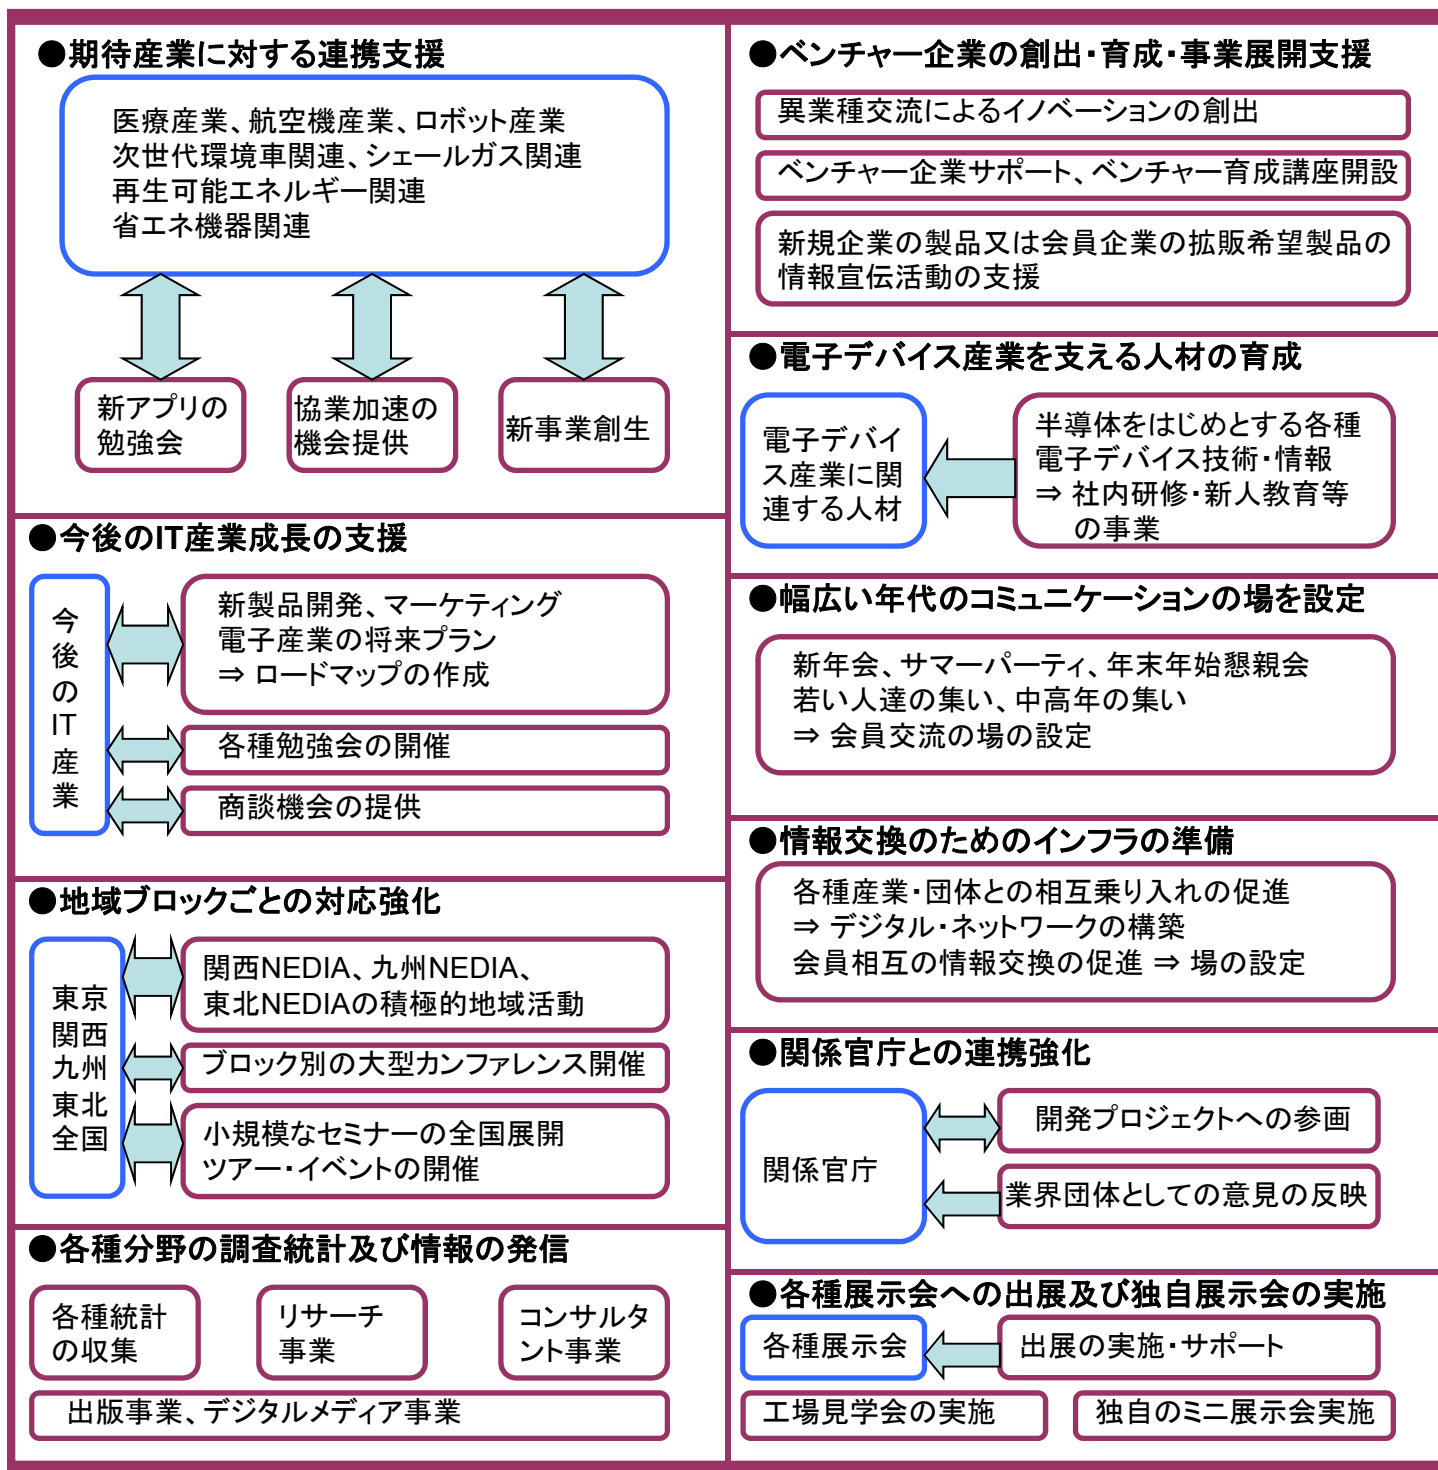 ●期待産業に対する連携支援
医療産業、航空機産業、ロボット産業
次世代環境車関連、シェールガス関連
再生可能エネルギー関連
省エネ機器関連
新アプリの
勉強会
協業加速の
機会提供
新事業創生
●今後のIT産業成長の支援
今
後
の
IT
産
業
新製品開発、マーケティング
電子産業の将来プラン
⇒ ロードマップの作成
各種勉強会の開催
商談機会の提供
●地域ブロックごとの対応強化
東京
関西
九州
東北
全国
関西NEDIA、九州NEDIA、
東北NEDIAの積極的地域活動
ブロック別の大型カンファレンス開催
小規模なセミナーの全国展開
ツアー・イベントの開催
●各種分野の調査統計及び情報の発信
各種統計
の収集
リサーチ
事業
コンサルタ
ント事業
出版事業、デジタルメディア事業
●ベンチャー企業の創出・育成・事業展開支援
異業種交流によるイノベーションの創出
ベンチャー企業サポート、ベンチャー育成講座開設
新規企業の製品又は会員企業の拡販希望製品の
情報宣伝活動の支援
●電子デバイス産業を支える人材の育成
電子デバイ
ス産業に関
連する人材
半導体をはじめとする各種
電子デバイス技術・情報
⇒ 社内研修・新人教育等
の事業
●幅広い年代のコミュニケーションの場を設定
新年会、サマーパーティ、年末年始懇親会
若い人達の集い、中高年の集い
⇒ 会員交流の場の設定
●情報交換のためのインフラの準備
各種産業・団体との相互乗り入れの促進
⇒ デジタル・ネットワークの構築
会員相互の情報交換の促進 ⇒ 場の設定
●関係官庁との連携強化
関係官庁
開発プロジェクトへの参画
業界団体としての意見の反映
●各種展示会への出展及び独自展示会の実施
各種展示会
出展の実施・サポート
工場見学会の実施
独自のミニ展示会実施